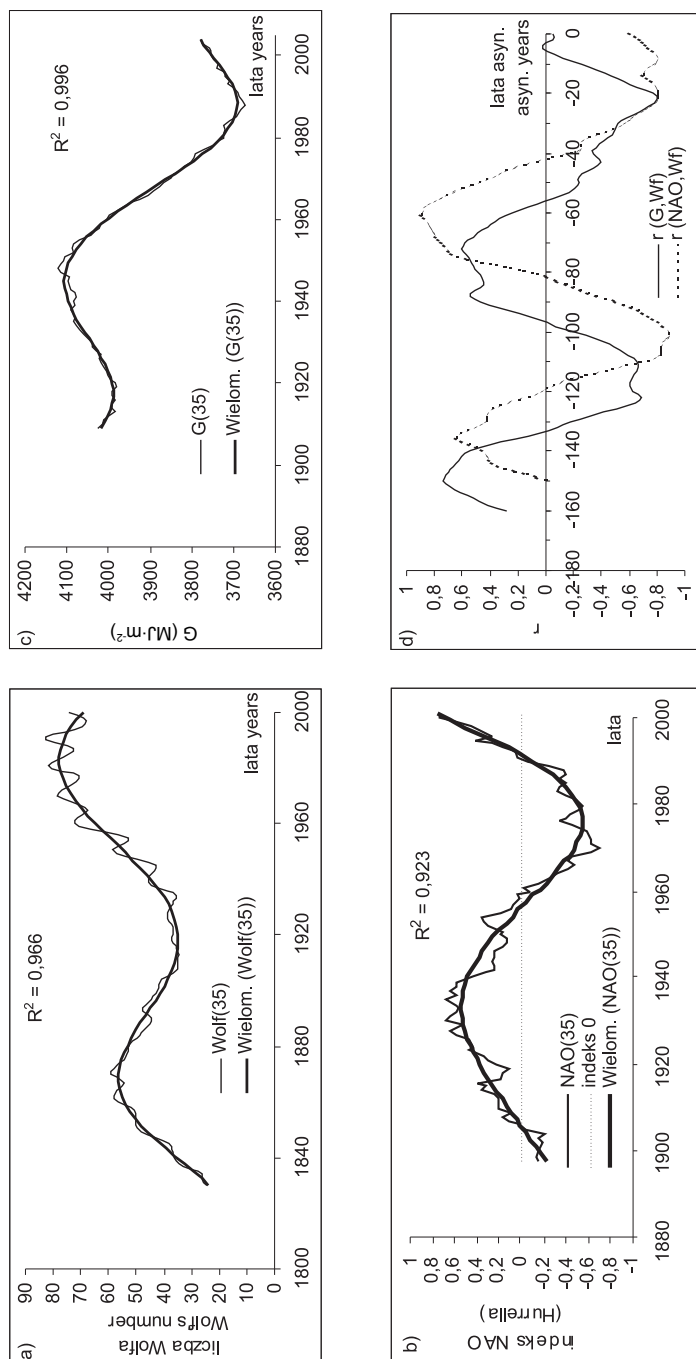 a)
liczba Wolfa
Wolf's number
90
80
70
60
50
40
30
20
10
0
1800
1840
1880
1920
1960
2000
lata years
R² = 0,966
Wolf(35)
Wielom. (Wolf(35))
b)
indeks NAO
(Hurrella)
1
0,8
0,6
0,4
0,2
0
-0,2
-0,4
-0,6
-0,8
-1
1880
1900
1920
1940
1960
1980
2000
lata
R² = 0,923
NAO(35)
indeks 0
Wielom. (NAO(35))
c)
G (MJ·m⁻²)
4200
4100
4000
3900
3800
3700
3600
1880
1900
1920
1940
1960
1980
2000
lata years
R² = 0,996
G(35)
Wielom. (G(35))
d)
r
1
0,8
0,6
0,4
0,2
0
-0,2
-0,4
-0,6
-0,8
-1
-180
-160
-140
-120
-100
-80
-60
-40
-20
0
lata asyn.
asyn. years
r (G,Wf)
r (NAO,Wf)